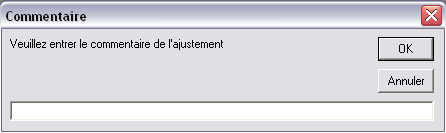 Commentaire
Veuillez entrer le commentaire de l'ajustement
OK
Annuler